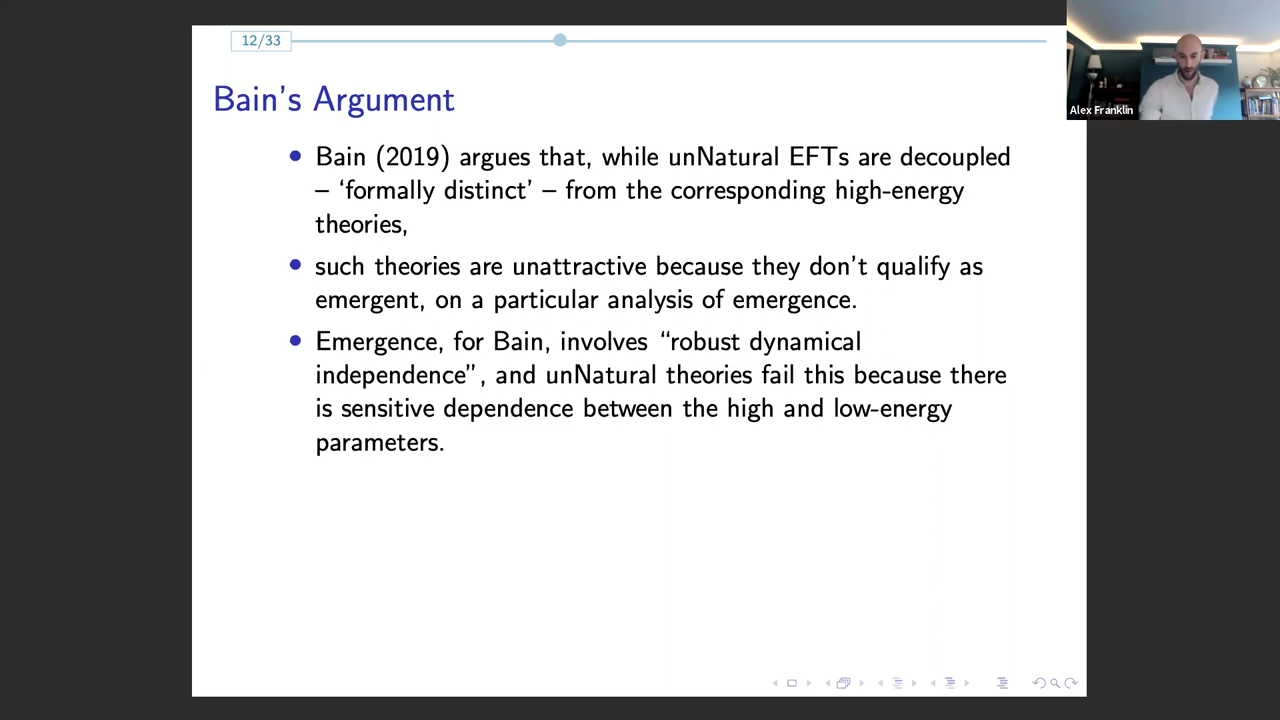 12/33
Alex Franklin
Bain's Argument
• Bain (2019) argues that, while unNatural EFTs are decoupled
– ‘formally distinct’ – from the corresponding high-energy
theories,
• such theories are unattractive because they don't qualify as
emergent, on a particular analysis of emergence.
• Emergence, for Bain, involves “robust dynamical
independence”, and unNatural theories fail this because there
is sensitive dependence between the high and low-energy
parameters.